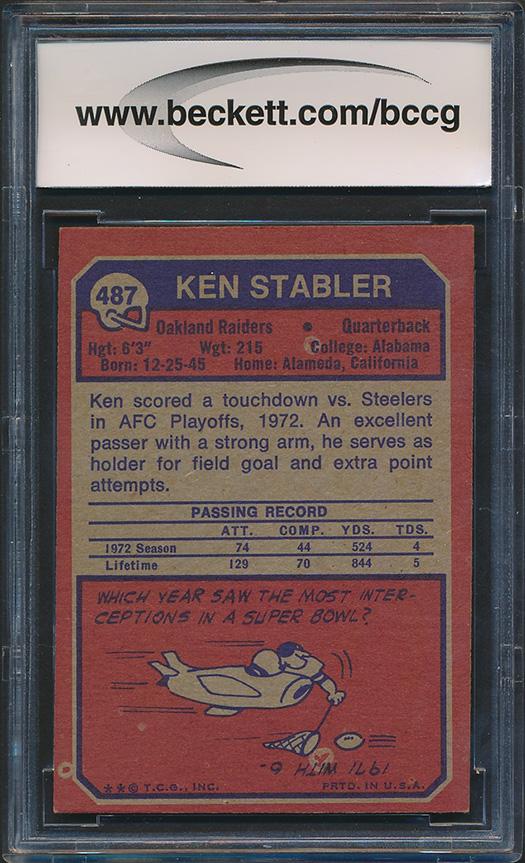 www.beckett.com/bccg
487
KEN STABLER
Oakland Raiders • Quarterback
Hgt: 6'3" Wgt: 215 College: Alabama
Born: 12-25-45 Home: Alameda, California
Ken scored a touchdown vs. Steelers
in AFC Playoffs, 1972. An excellent
passer with a strong arm, he serves as
holder for field goal and extra point
attempts.
PASSING RECORD
ATT. COMP. YDS. TDS.
1972 Season 74 44 524 4
Lifetime 129 70 844 5
WHICH YEAR SAW THE MOST INTER-
CEPTIONS IN A SUPER BOWL?
1971 WITH 6.
**© T.C.G., INC. PRTD. IN U.S.A.